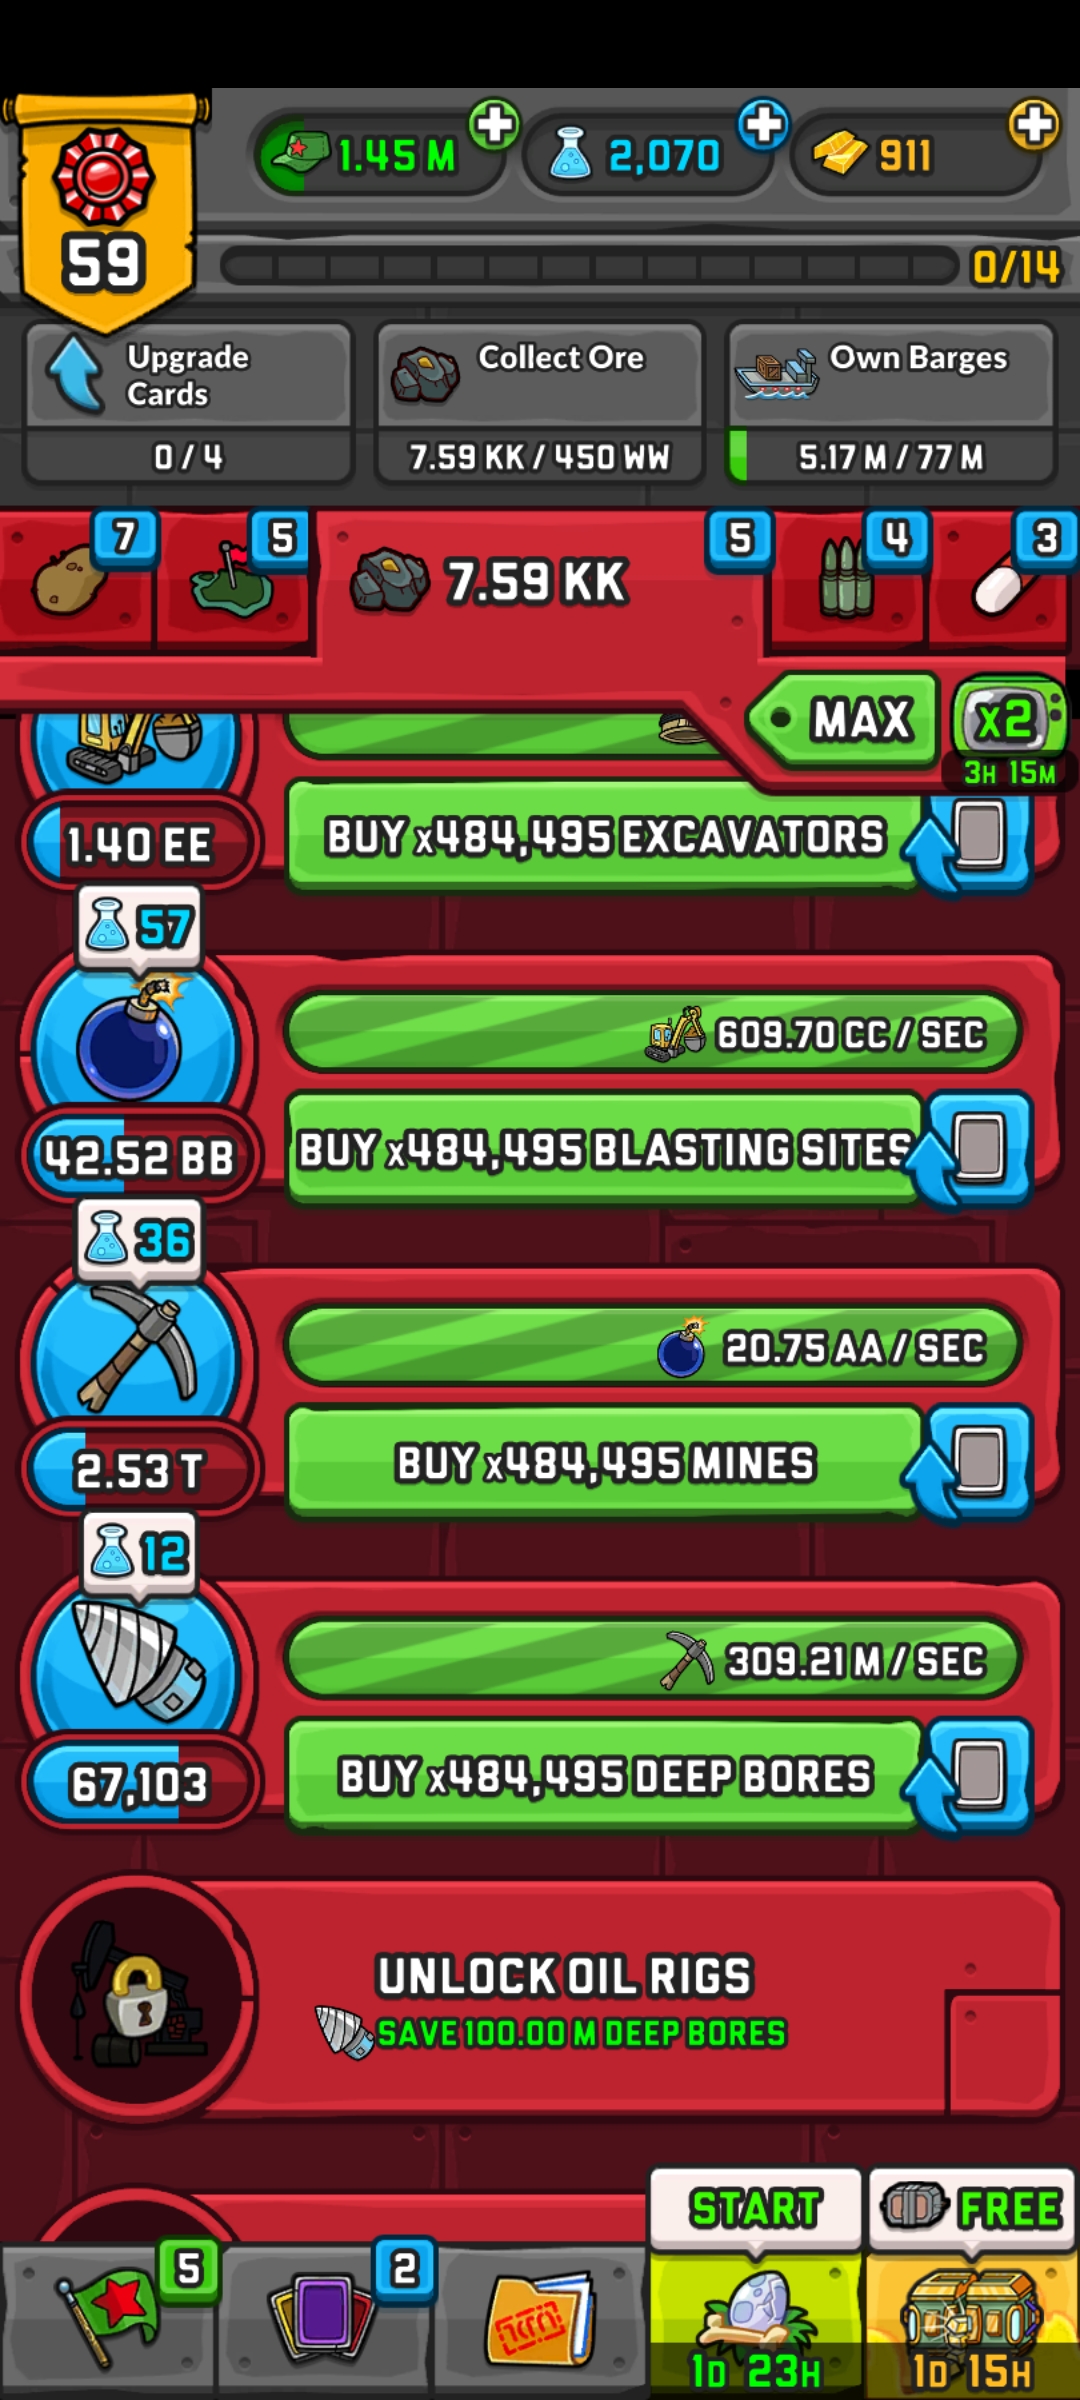 1.45 M
2,070
911
59
0/14
Upgrade
Cards
Collect Ore
Own Barges
0 / 4
7.59 KK / 450 WW
5.17 M / 77 M
7
5
7.59 KK
5
4
3
MAX
x2
3H 15M
1.40 EE
BUY x484,495 EXCAVATORS
57
609.70 CC / SEC
42.52 BB
BUY x484,495 BLASTING SITES
36
20.75 AA / SEC
2.53 T
BUY x484,495 MINES
12
309.21 M / SEC
67,103
BUY x484,495 DEEP BORES
UNLOCK OIL RIGS
SAVE 100.00 M DEEP BORES
START
FREE
5
2
1D 23H
1D 15H